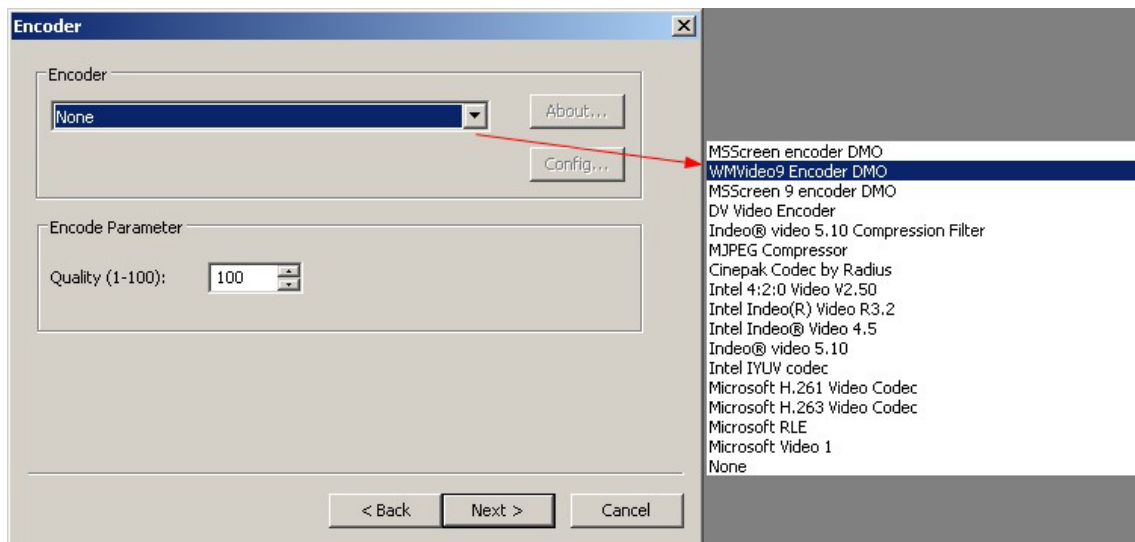 Encoder
Encoder
None
About...
Config...
Encode Parameter
Quality (1-100):
100
< Back
Next >
Cancel
MSScreen encoder DMO
WMVideo9 Encoder DMO
MSScreen 9 encoder DMO
DV Video Encoder
Indeo® video 5.10 Compression Filter
MJPEG Compressor
Cinepak Codec by Radius
Intel 4:2:0 Video V2.50
Intel Indeo(R) Video R3.2
Intel Indeo® Video 4.5
Indeo® video 5.10
Intel IYUV codec
Microsoft H.261 Video Codec
Microsoft H.263 Video Codec
Microsoft RLE
Microsoft Video 1
None